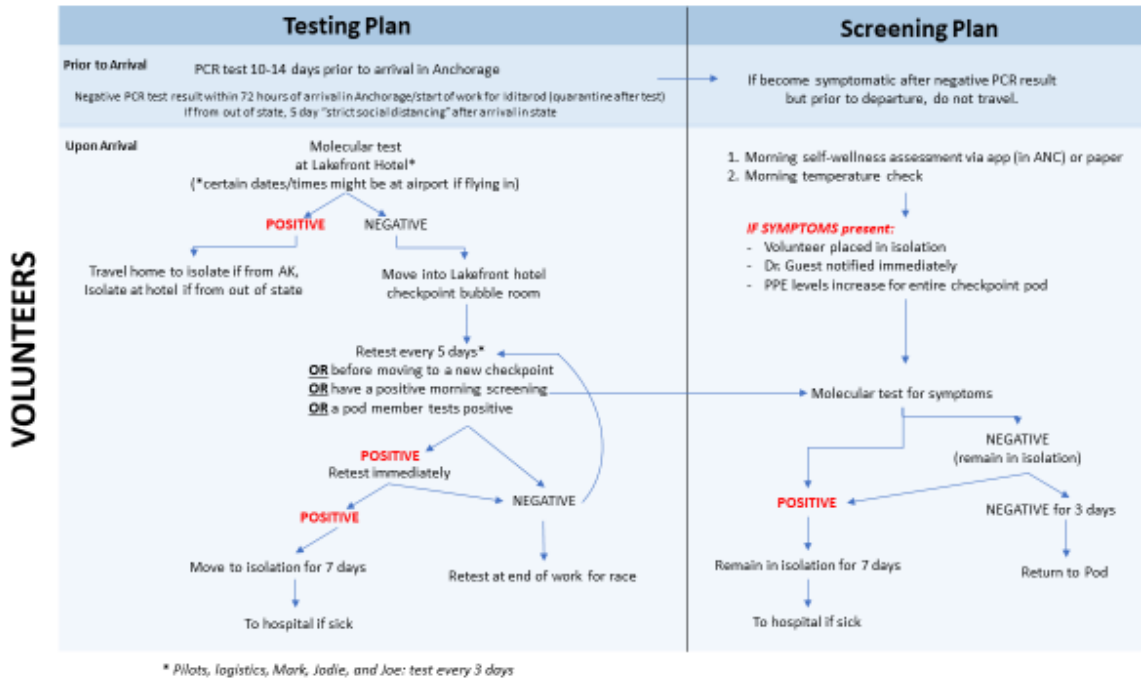 Testing Plan
Screening Plan
VOLUNTEERS
Prior to Arrival
PCR test 10-14 days prior to arrival in Anchorage
Negative PCR test result within 72 hours of arrival in Anchorage/start of work for Iditarod (quarantine after test)
If from out of state, 5 day "strict social distancing" after arrival in state
If become symptomatic after negative PCR result
but prior to departure, do not travel.
Upon Arrival
Molecular test
at Lakefront Hotel*
(*certain dates/times might be at airport if flying in)
POSITIVE
NEGATIVE
Travel home to isolate if from AK,
Isolate at hotel if from out of state
Move into Lakefront hotel
checkpoint bubble room
Retest every 5 days*
OR before moving to a new checkpoint
OR have a positive morning screening
OR a pod member tests positive
POSITIVE
Retest immediately
NEGATIVE
POSITIVE
Move to isolation for 7 days
Retest at end of work for race
To hospital if sick
1. Morning self-wellness assessment via app (in ANC) or paper
2. Morning temperature check
IF SYMPTOMS present:
- Volunteer placed in isolation
- Dr. Guest notified immediately
- PPE levels increase for entire checkpoint pod
Molecular test for symptoms
NEGATIVE
(remain in isolation)
POSITIVE
NEGATIVE for 3 days
Remain in isolation for 7 days
Return to Pod
To hospital if sick
* Pilots, logistics, Mark, Jodie, and Joe: test every 3 days